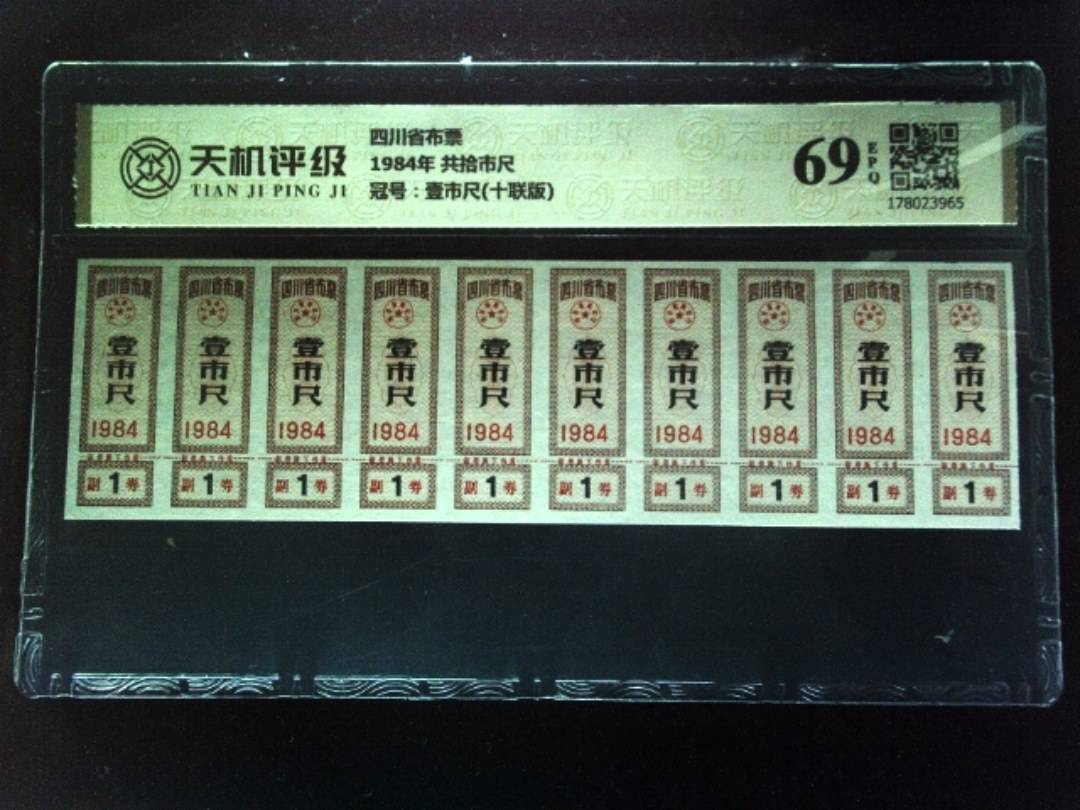 天机评级
TIAN JI PING JI
四川省布票
1984年 共拾市尺
冠号：壹市尺(十联版)
69
EPQ
178023965
四川省布票 四川省布票 四川省布票 四川省布票 四川省布票 四川省布票 四川省布票 四川省布票 四川省布票 四川省布票
壹市尺 壹市尺 壹市尺 壹市尺 壹市尺 壹市尺 壹市尺 壹市尺 壹市尺 壹市尺
1984 1984 1984 1984 1984 1984 1984 1984 1984 1984
副1券 副1券 副1券 副1券 副1券 副1券 副1券 副1券 副1券 副1券